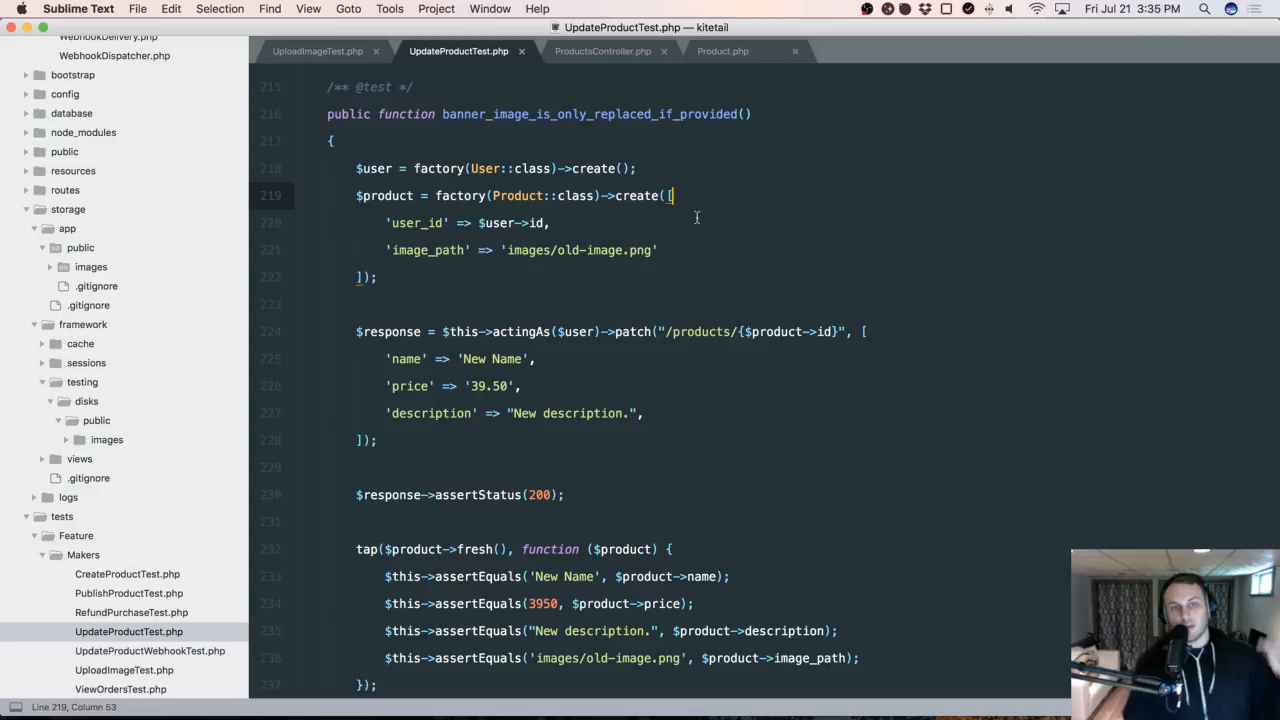 Sublime Text File Edit Selection Find View Goto Tools Project Window Help Fri Jul 21 3:35 PM
UpdateProductTest.php — kitetail
WebhookDelivery.php
WebhookDispatcher.php
bootstrap
config
database
node_modules
public
resources
routes
storage
app
public
images
.gitignore
.gitignore
framework
cache
sessions
testing
disks
public
images
views
.gitignore
logs
tests
Feature
Makers
CreateProductTest.php
PublishProductTest.php
RefundPurchaseTest.php
UpdateProductTest.php
UpdateProductWebhookTest.php
UploadImageTest.php
ViewOrdersTest.php
UploadImageTest.php × UpdateProductTest.php × ProductsController.php × Product.php ×
215 /** @test */
216 public function banner_image_is_only_replaced_if_provided()
217 {
218 $user = factory(User::class)->create();
219 $product = factory(Product::class)->create([
220 'user_id' => $user->id,
221 'image_path' => 'images/old-image.png'
222 ]);
223
224 $response = $this->actingAs($user)->patch("/products/{$product->id}", [
225 'name' => 'New Name',
226 'price' => '39.50',
227 'description' => "New description.",
228 ]);
229
230 $response->assertStatus(200);
231
232 tap($product->fresh(), function ($product) {
233 $this->assertEquals('New Name', $product->name);
234 $this->assertEquals(3950, $product->price);
235 $this->assertEquals("New description.", $product->description);
236 $this->assertEquals('images/old-image.png', $product->image_path);
237 });
Line 219, Column 53